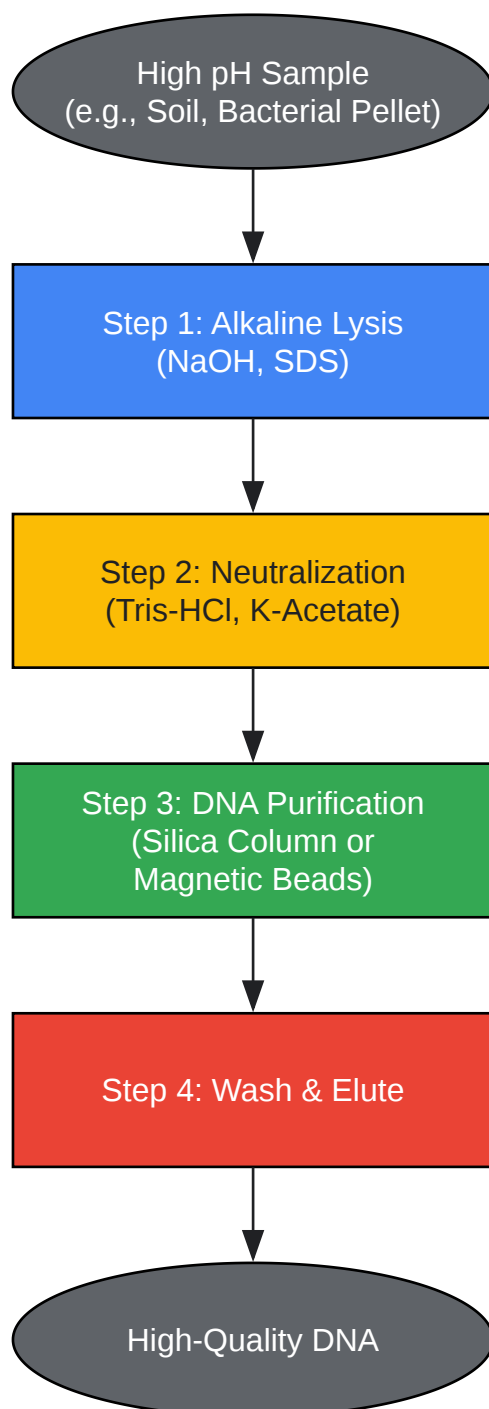 High pH Sample
(e.g., Soil, Bacterial Pellet)
Step 1: Alkaline Lysis
(NaOH, SDS)
Step 2: Neutralization
(Tris-HCl, K-Acetate)
Step 3: DNA Purification
(Silica Column or
Magnetic Beads)
Step 4: Wash & Elute
High-Quality DNA